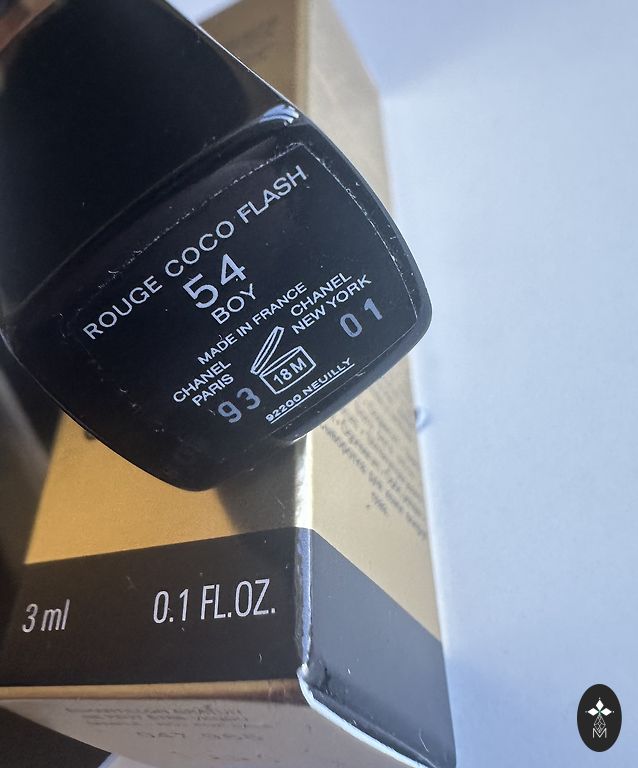 ROUGE COCO FLASH
54
BOY
MADE IN FRANCE
CHANEL
PARIS
CHANEL
NEW YORK
18 M
93
01
92200 NEUILLY
3 ml
0.1 FL.OZ.
M